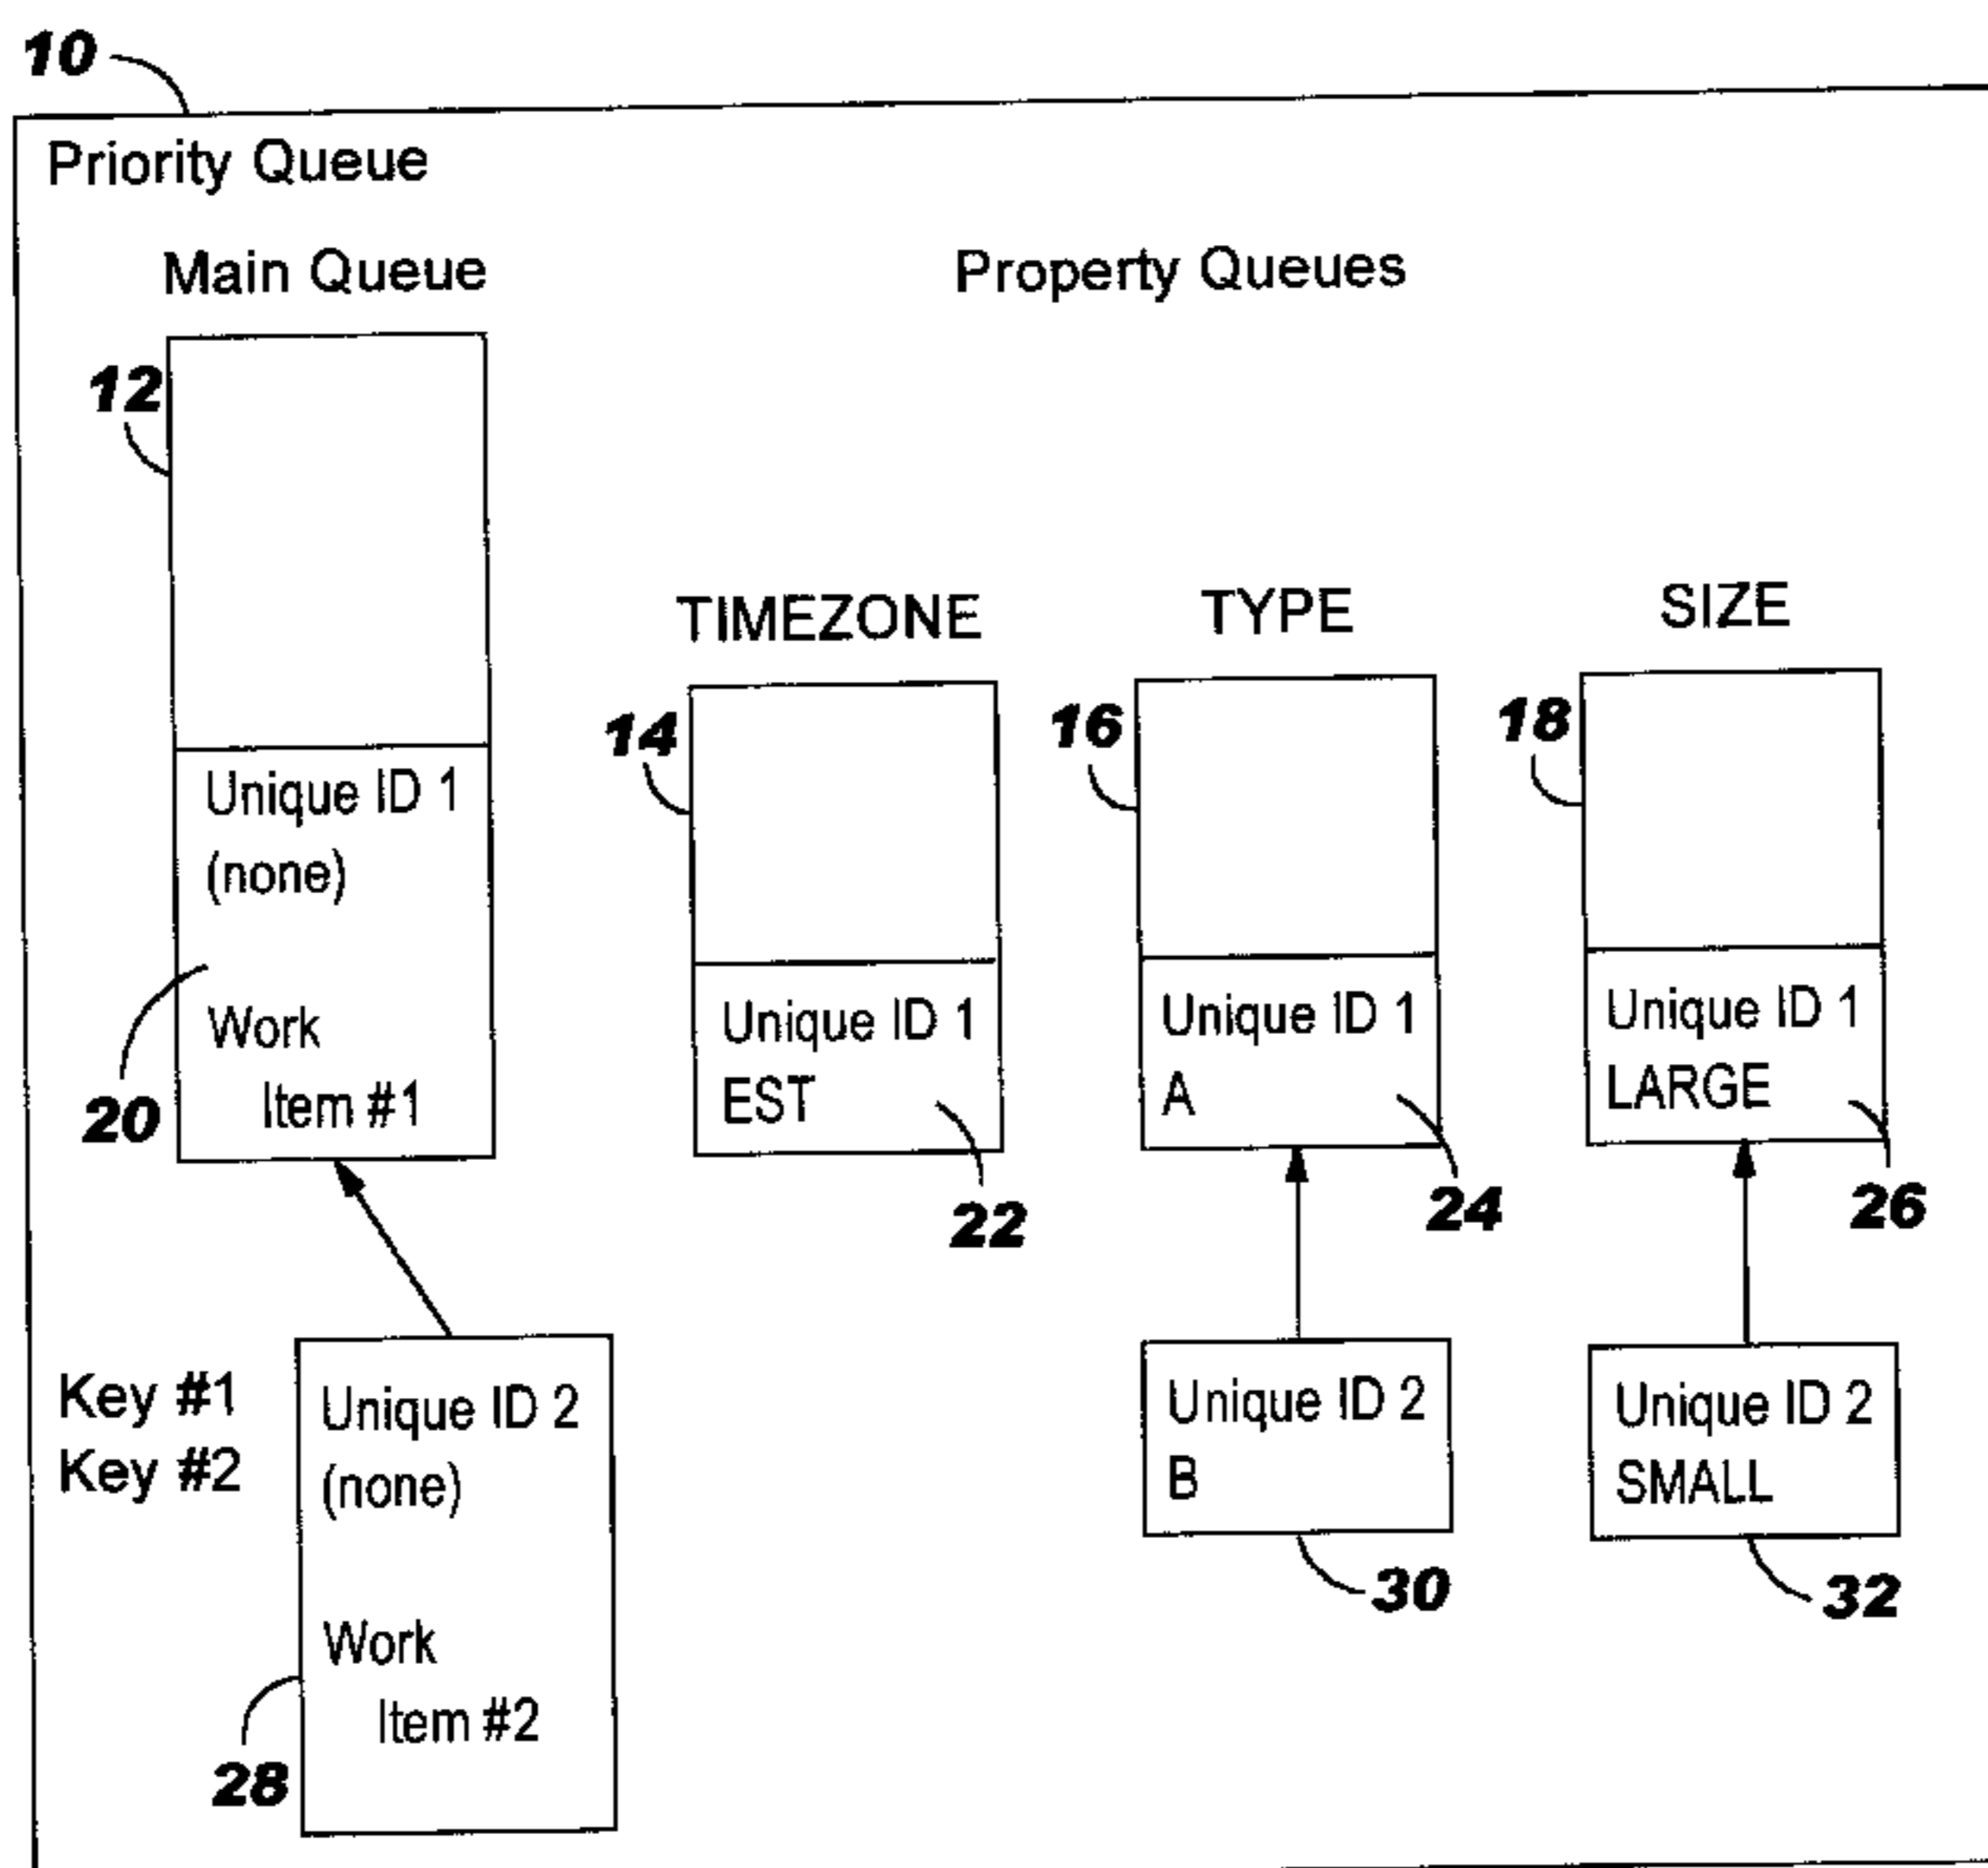 10
Priority Queue
Main Queue
Property Queues
12
TIMEZONE
TYPE
SIZE
14
16
18
Unique ID 1
(none)
Work
Item #1
20
Unique ID 1
EST
22
Unique ID 1
A
24
Unique ID 1
LARGE
26
Key #1
Key #2
Unique ID 2
(none)
Work
Item #2
28
Unique ID 2
B
30
Unique ID 2
SMALL
32